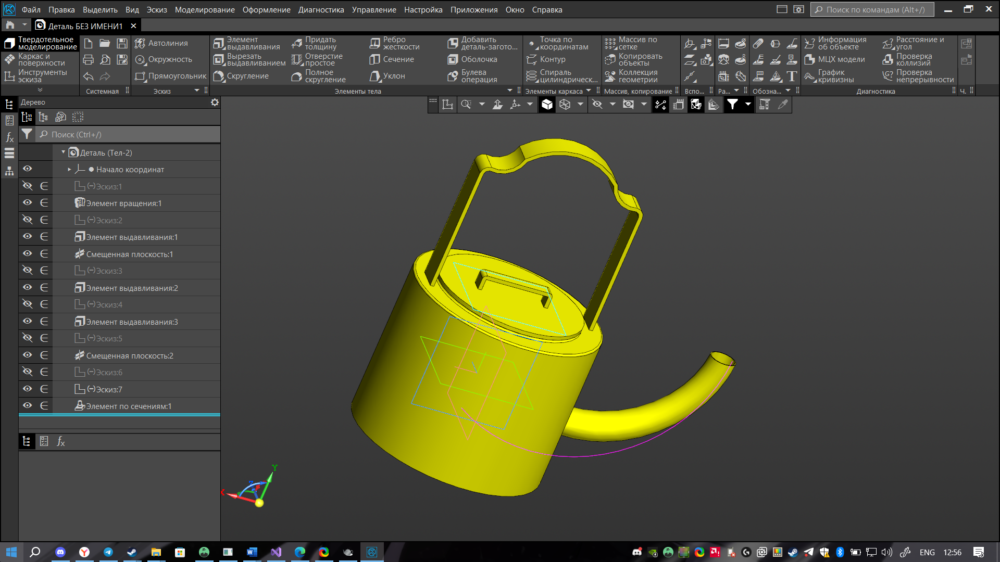 Файл Правка Выделить Вид Эскиз Моделирование Оформление Диагностика Управление Настройка Приложения Окно Справка
Поиск по командам (Alt+/)
Деталь БЕЗ ИМЕНИ1
Твердотельное моделирование
Каркас и поверхности
Инструменты эскиза
Системная
Автолиния
Окружность
Прямоугольник
Эскиз
Элемент выдавливания
Вырезать выдавливанием
Скругление
Придать толщину
Отверстие простое
Полное скругление
Ребро жесткости
Сечение
Уклон
Добавить деталь-загото...
Оболочка
Булева операция
Элементы тела
Точка по координатам
Контур
Спираль цилиндрическ...
Элементы каркаса
Массив по сетке
Копировать объекты
Коллекция геометрии
Массив, копирование
Вспо...
Ра...
Обозна...
Информация об объекте
МЦХ модели
График кривизны
Расстояние и угол
Проверка коллизий
Проверка непрерывности
Диагностика
Ч.
Дерево
Поиск (Ctrl+/)
Деталь (Тел-2)
Начало координат
(−)Эскиз:1
Элемент вращения:1
(−)Эскиз:2
Элемент выдавливания:1
Смещенная плоскость:1
(−)Эскиз:3
Элемент выдавливания:2
(−)Эскиз:4
Элемент выдавливания:3
(−)Эскиз:5
Смещенная плоскость:2
(−)Эскиз:6
(−)Эскиз:7
Элемент по сечениям:1
Y
Z
X
ENG 12:56